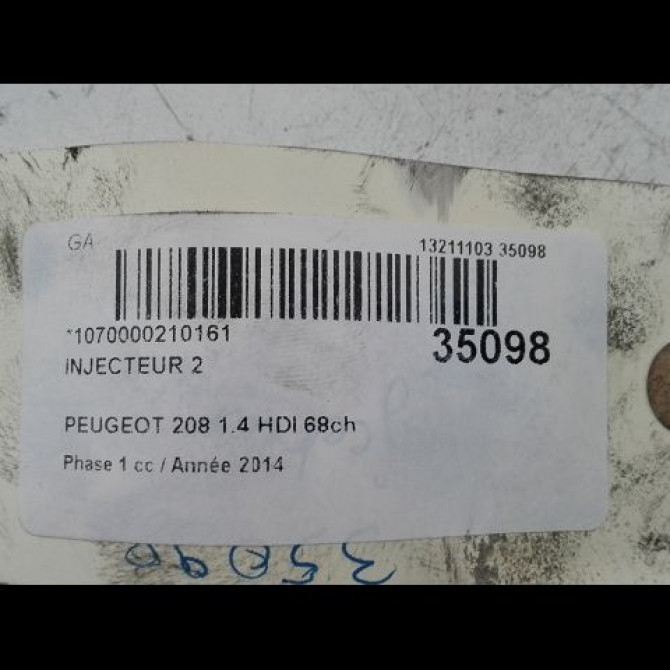 GA
13211103 35098
*1070000210161
35098
INJECTEUR 2
PEUGEOT 208 1.4 HDI 68ch
Phase 1 cc / Année 2014
35098